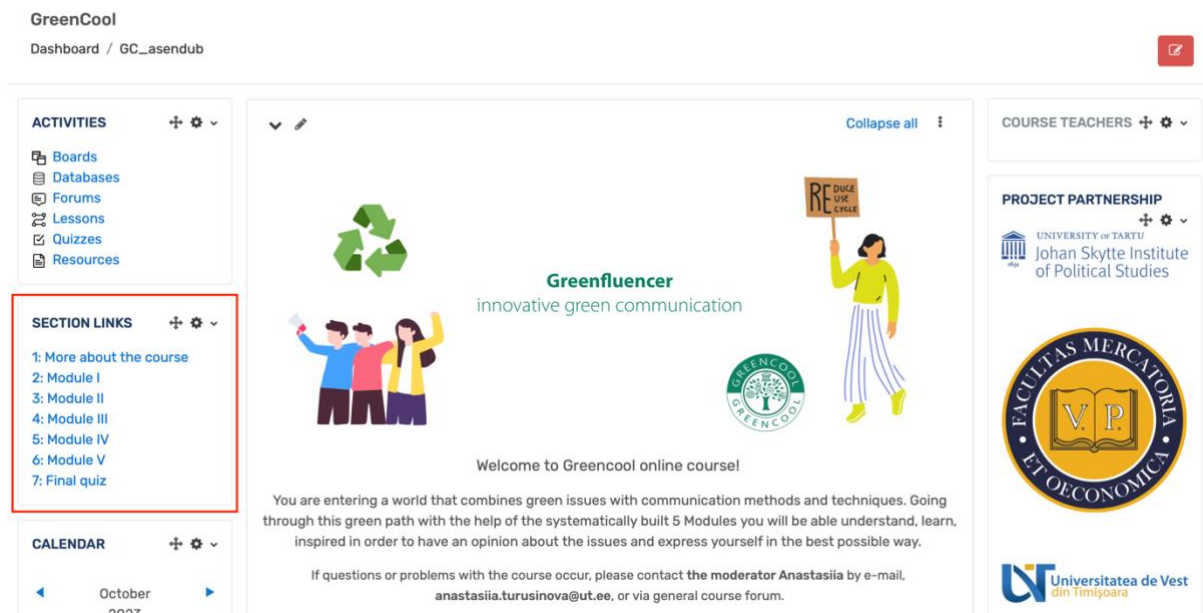 GreenCool
Dashboard / GC_asendub
ACTIVITIES
Boards
Databases
Forums
Lessons
Quizzes
Resources
SECTION LINKS
1: More about the course
2: Module I
3: Module II
4: Module III
5: Module IV
6: Module V
7: Final quiz
CALENDAR
October
2023
Collapse all
REDUCE
USE
CYCLE
Greenfluencer
innovative green communication
GREENCOOL
GREENCOOL
Welcome to Greencool online course!
You are entering a world that combines green issues with communication methods and techniques. Going
through this green path with the help of the systematically built 5 Modules you will be able understand, learn,
inspired in order to have an opinion about the issues and express yourself in the best possible way.
If questions or problems with the course occur, please contact the moderator Anastasiia by e-mail,
anastasiia.turusinova@ut.ee, or via general course forum.
COURSE TEACHERS
PROJECT PARTNERSHIP
UNIVERSITY OF TARTU
Johan Skytte Institute
of Political Studies
1632
FACULTAS MERCATORIA
V. P.
ET OECONOMICA
UVT
Universitatea de Vest
din Timișoara